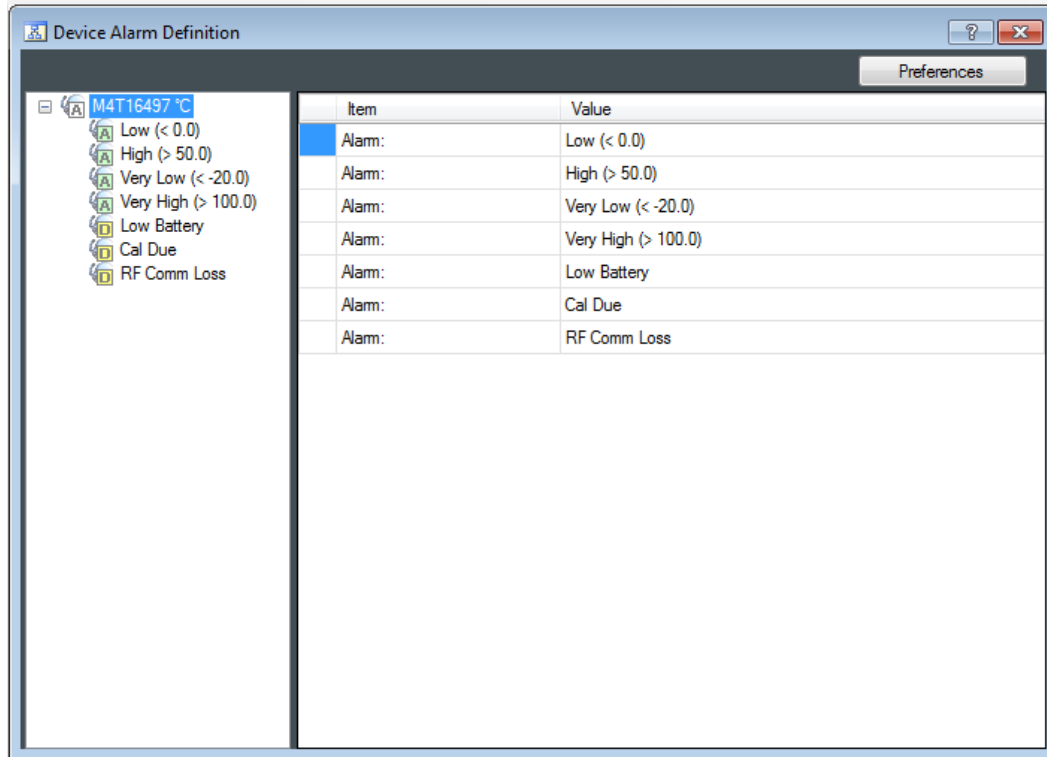 Device Alarm Definition
?
Preferences
M4T16497 °C
A Low (< 0.0)
A High (> 50.0)
A Very Low (< -20.0)
A Very High (> 100.0)
D Low Battery
D Cal Due
D RF Comm Loss
Item Value
Alarm: Low (< 0.0)
Alarm: High (> 50.0)
Alarm: Very Low (< -20.0)
Alarm: Very High (> 100.0)
Alarm: Low Battery
Alarm: Cal Due
Alarm: RF Comm Loss